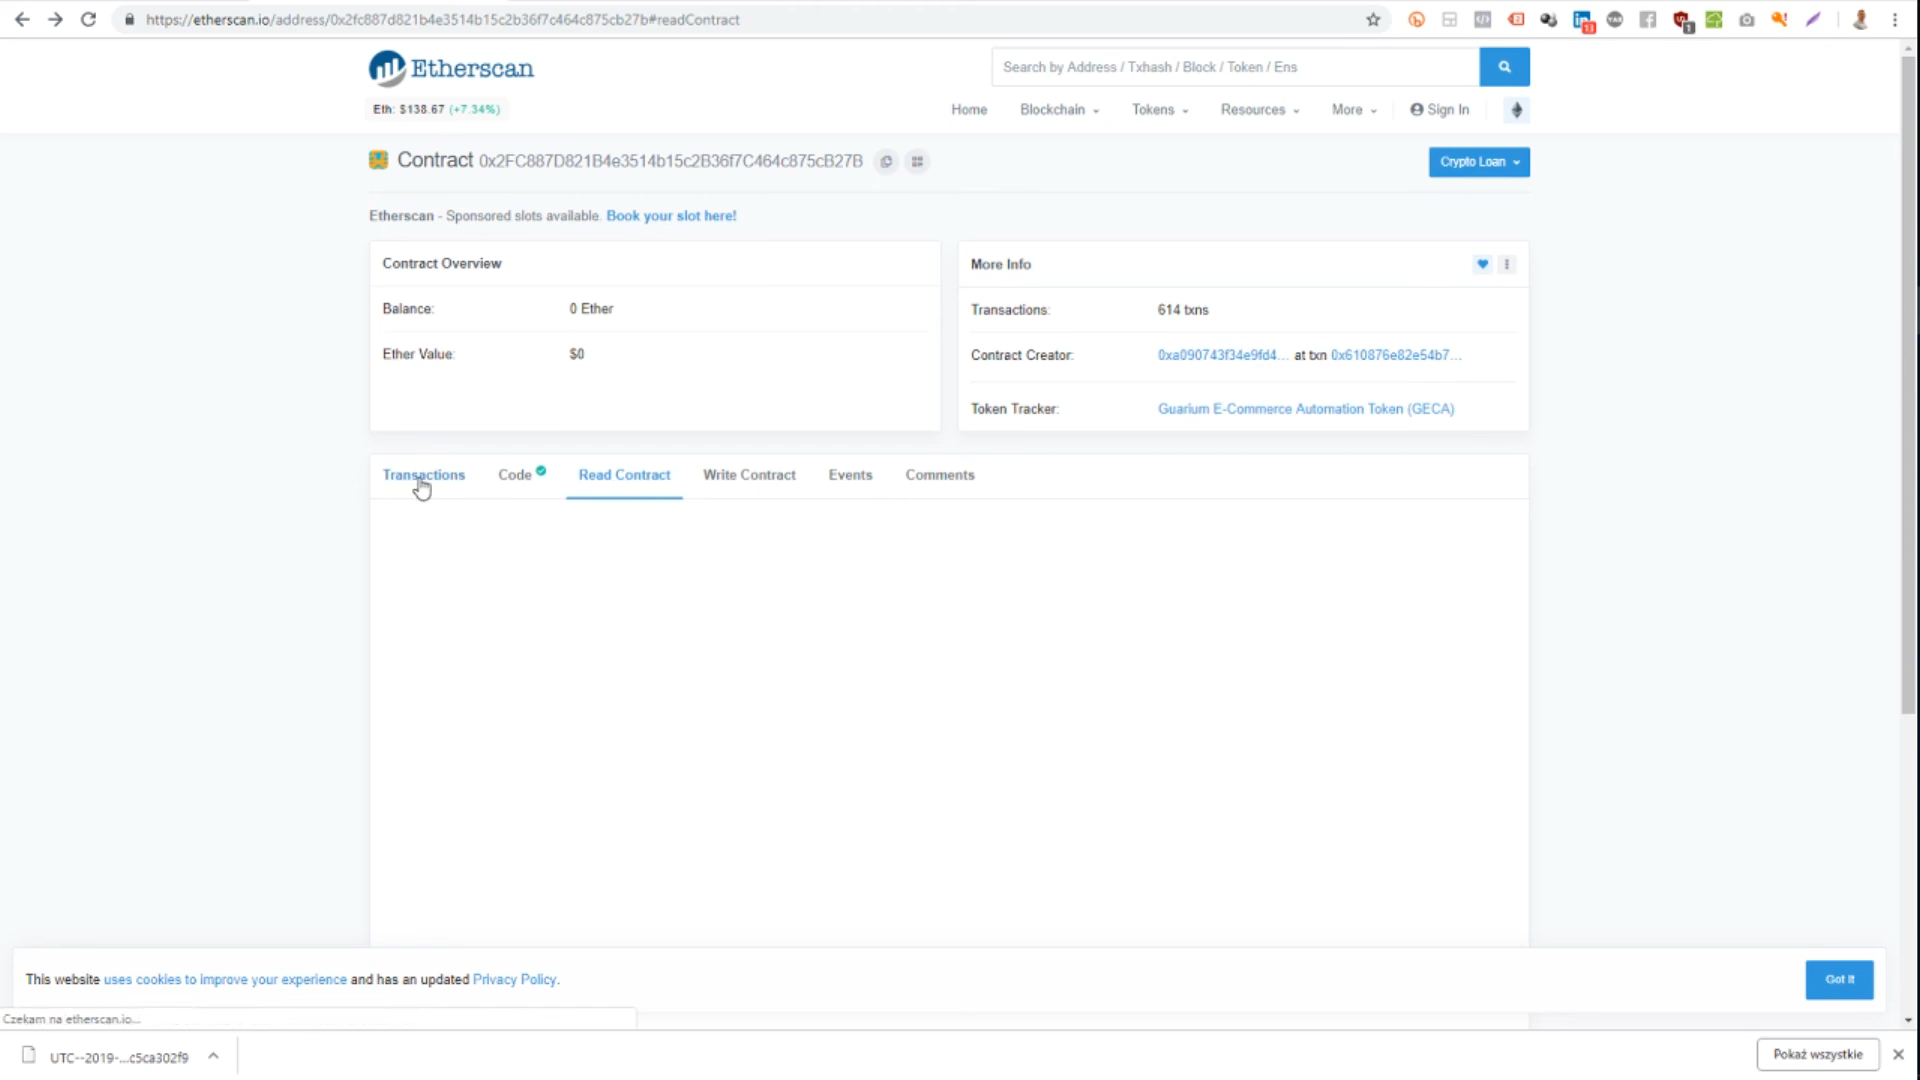 https://etherscan.io/address/0x2fc887d821b4e3514b15c2b36f7c464c875cb27b#readContract
13
1
Etherscan
Search by Address / Txhash / Block / Token / Ens
Eth: $138.67 (+7.34%)
Home Blockchain Tokens Resources More Sign In
Contract 0x2FC887D821B4e3514b15c2B36f7C464c875cB27B
Crypto Loan
Etherscan - Sponsored slots available. Book your slot here!
Contract Overview
Balance: 0 Ether
Ether Value: $0
More Info
Transactions: 614 txns
Contract Creator: 0xa090743f34e9fd4... at txn 0x610876e82e54b7...
Token Tracker: Guarium E-Commerce Automation Token (GECA)
Transactions Code Read Contract Write Contract Events Comments
This website uses cookies to improve your experience and has an updated Privacy Policy.
Got It
Czekam na etherscan.io...
UTC--2019-...c5ca302f9
Pokaż wszystkie